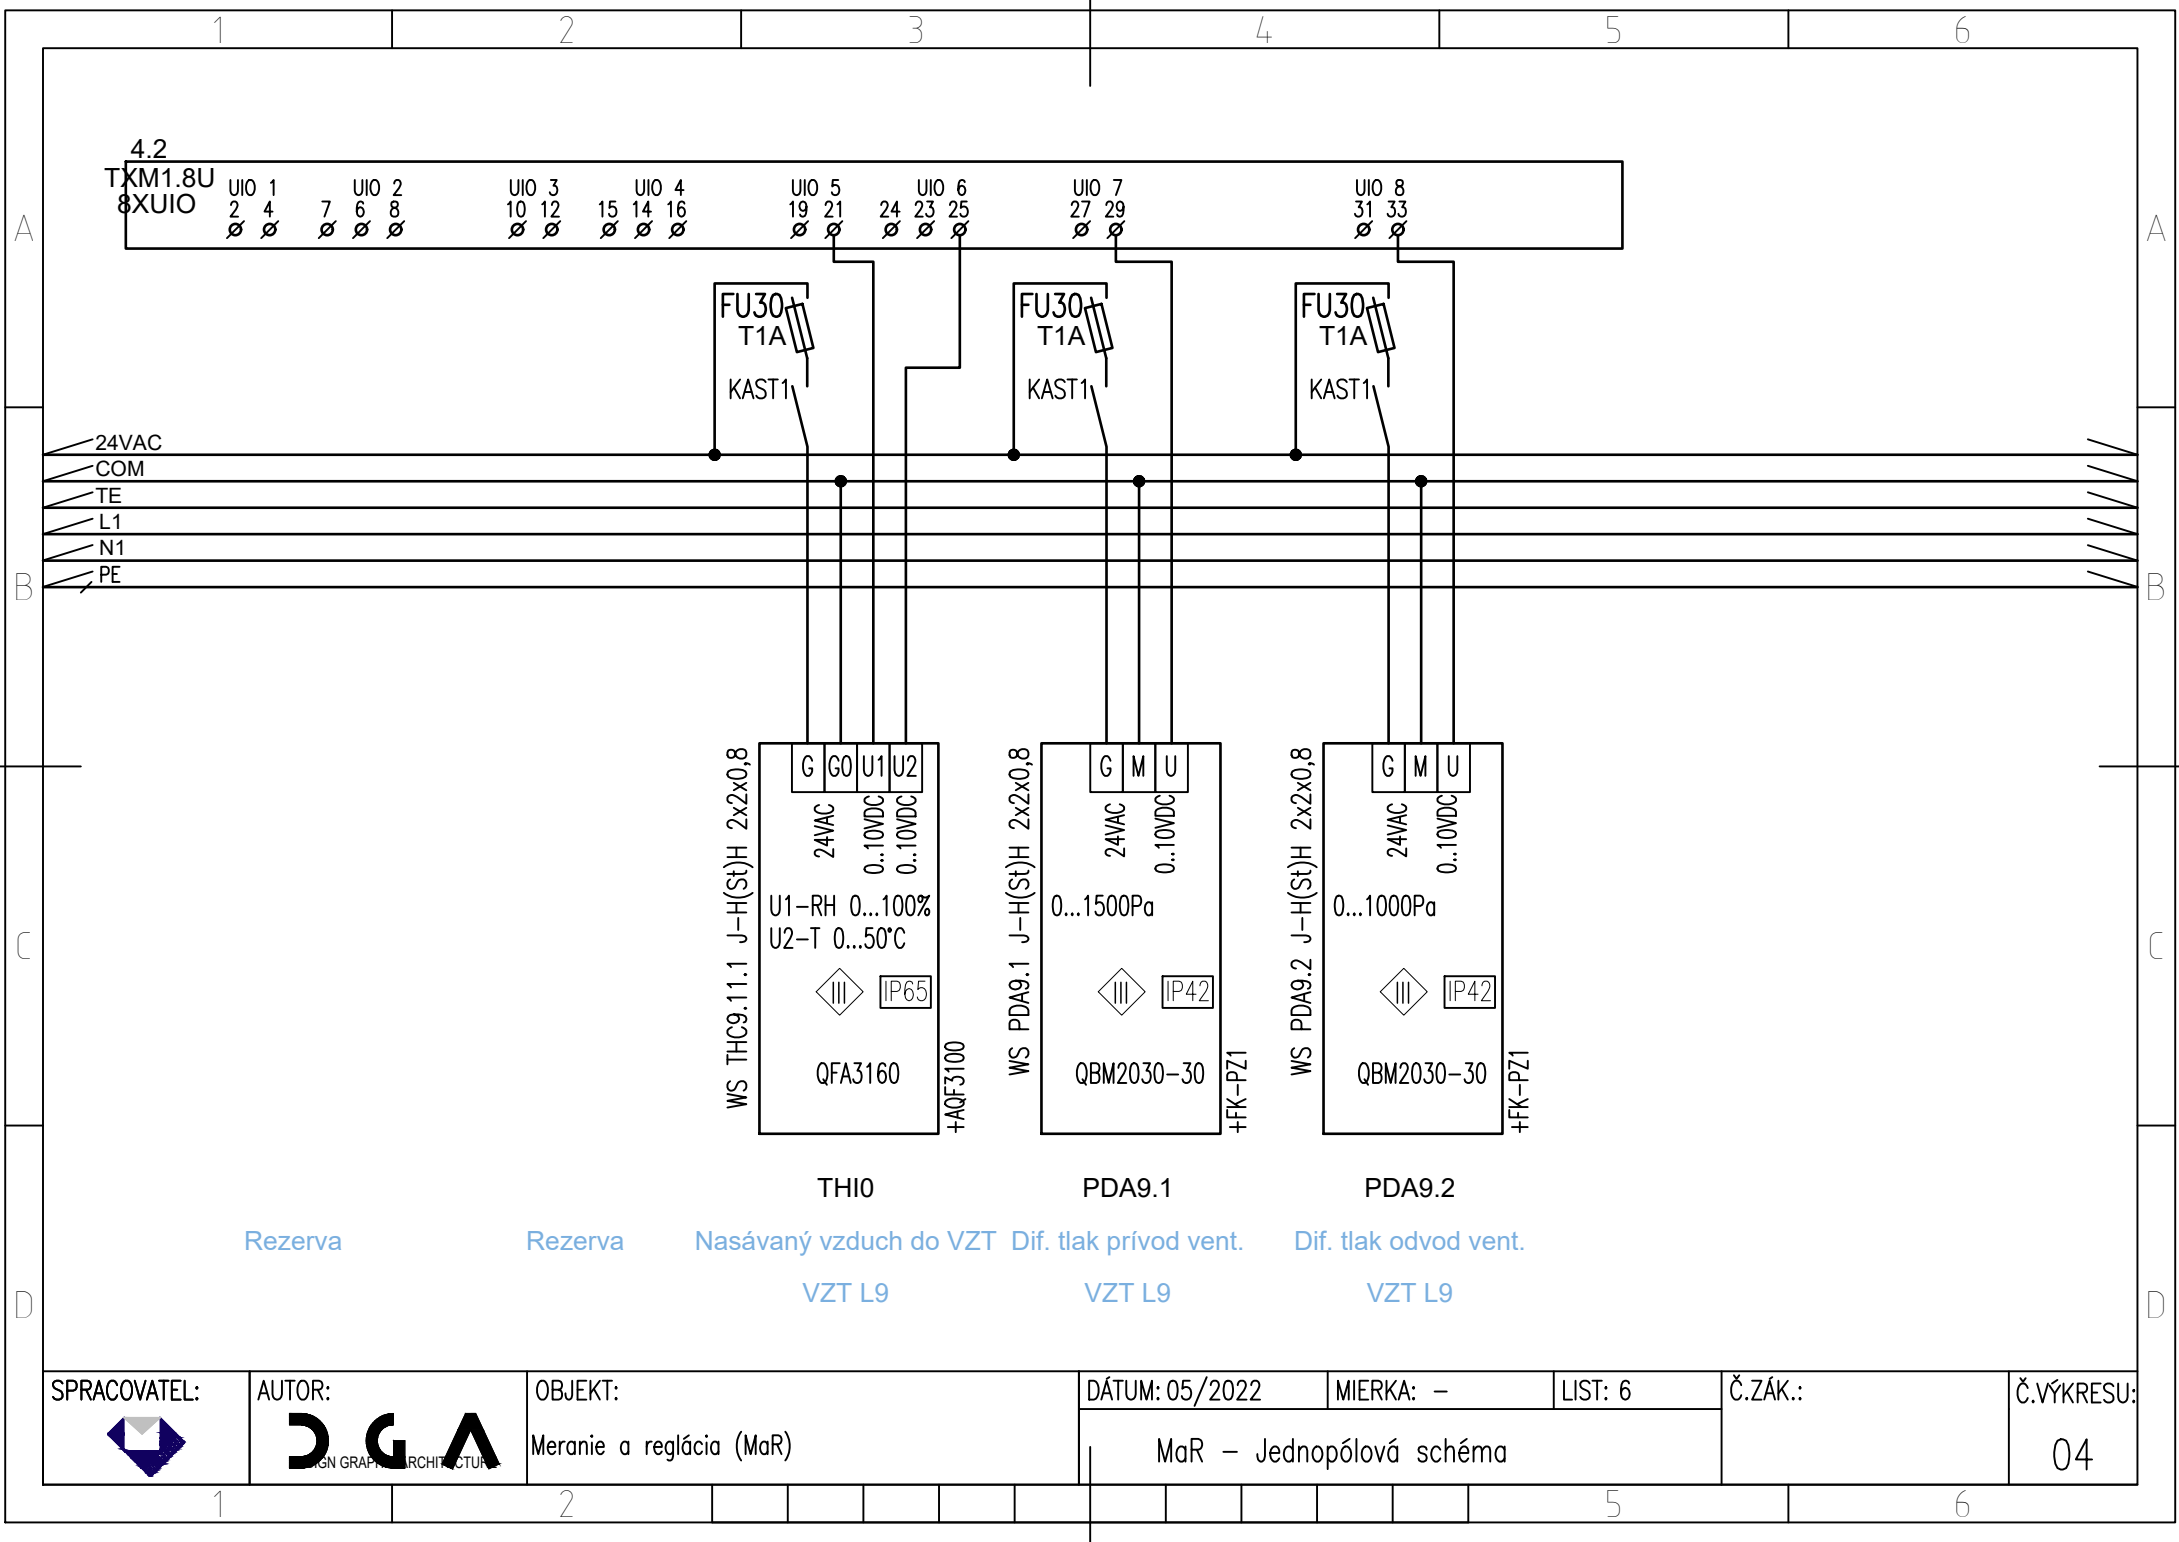 1 2 3 4 5 6
4.2
TXM1.8U
8XUIO
UIO 1 UIO 2 UIO 3 UIO 4 UIO 5 UIO 6 UIO 7 UIO 8
2 4 7 6 8 10 12 15 14 16 19 21 24 23 25 27 29 31 33
A A
FU30 FU30 FU30
T1A T1A T1A
KAST1 KAST1 KAST1
24VAC
COM
TE
L1
N1
PE
B B
WS THC9.11.1 J-H(St)H 2x2x0,8
G G0 U1 U2
24VAC 0..10VDC 0..10VDC
U1-RH 0...100%
U2-T 0...50°C
III IP65
QFA3160
+AQF3100
WS PDA9.1 J-H(St)H 2x2x0,8
G M U
24VAC 0..10VDC
0...1500Pa
III IP42
QBM2030-30
+FK-PZ1
WS PDA9.2 J-H(St)H 2x2x0,8
G M U
24VAC 0..10VDC
0...1000Pa
III IP42
QBM2030-30
+FK-PZ1
C C
THI0 PDA9.1 PDA9.2
Rezerva Rezerva Nasávaný vzduch do VZT Dif. tlak prívod vent. Dif. tlak odvod vent.
VZT L9 VZT L9 VZT L9
D D
SPRACOVATEL: AUTOR: OBJEKT: DÁTUM: 05/2022 MIERKA: - LIST: 6 Č.ZÁK.: Č.VÝKRESU:
DGA
Meranie a reglácia (MaR)
MaR - Jednopólová schéma
04
1 2 5 6